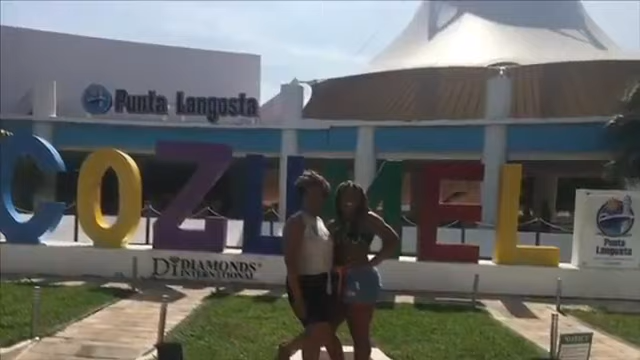 Punta Langosta
COZUMEL
DIAMONDS
INTERNATIONAL
Punta
Langosta